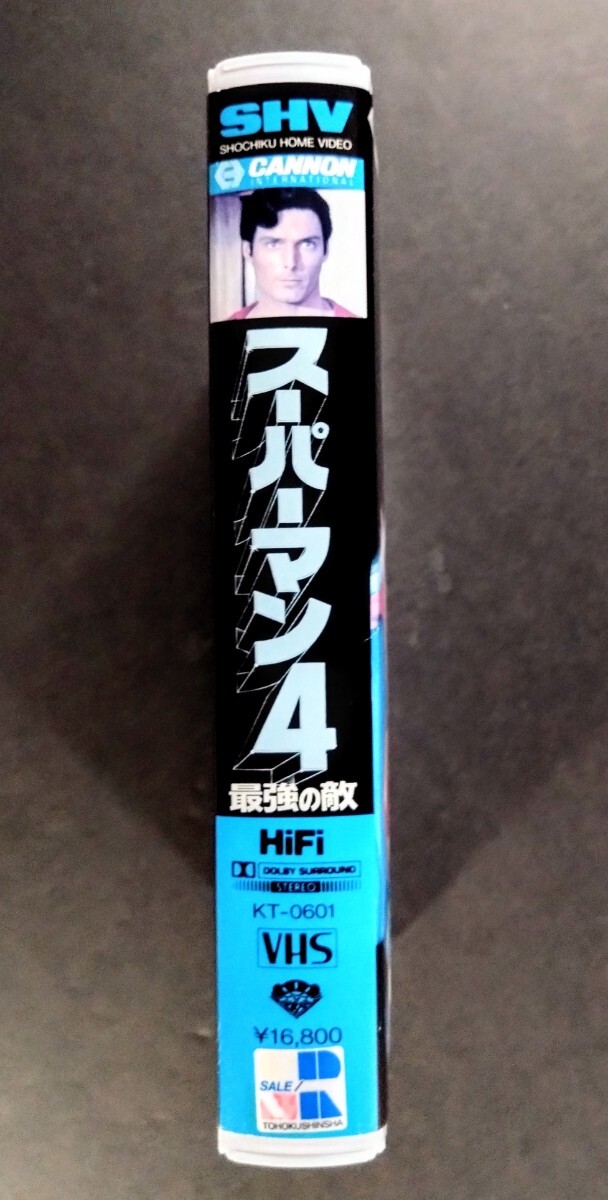 SHV
SHOCHIKU HOME VIDEO
CANNON
INTERNATIONAL
スーパーマン4
最強の敵
HiFi
DOLBY SURROUND
STEREO
KT-0601
VHS
¥16,800
SALE/
TOHOKUSHINSHA